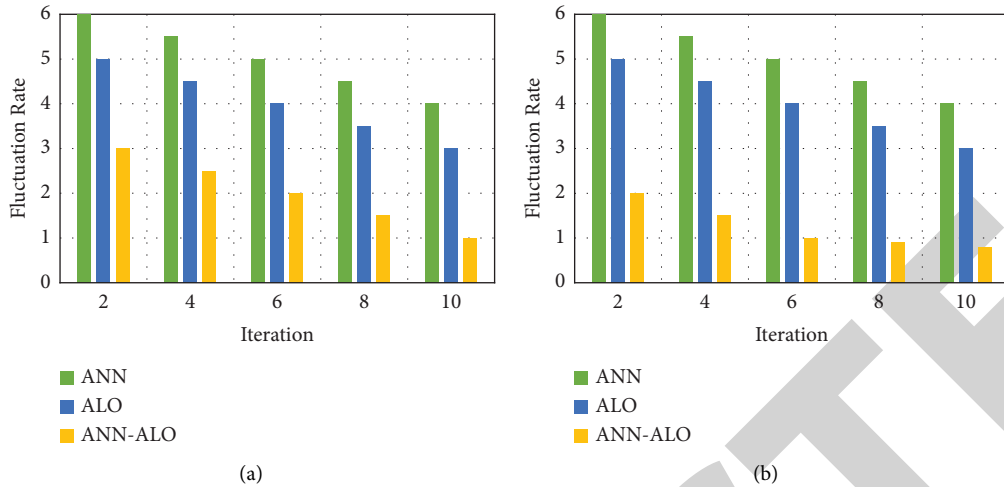 6
5
4
3
2
1
0
Fluctuation Rate
2 4 6 8 10
Iteration
ANN
ALO
ANN-ALO
(a)
6
5
4
3
2
1
0
Fluctuation Rate
2 4 6 8 10
Iteration
ANN
ALO
ANN-ALO
(b)